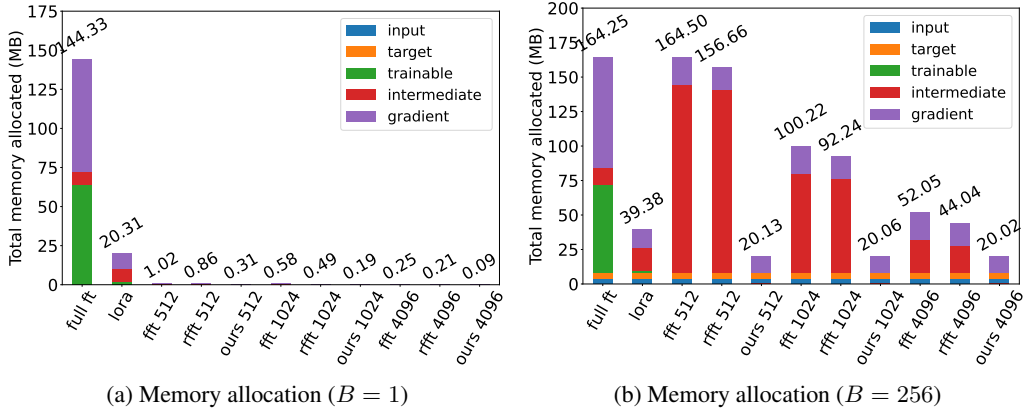 Total memory allocated (MB)
175
150
125
100
75
50
25
0
144.33
20.31
1.02
0.86
0.31
0.58
0.49
0.19
0.25
0.21
0.09
input
target
trainable
intermediate
gradient
full ft
lora
fft 512
rfft 512
ours 512
fft 1024
rfft 1024
ours 1024
fft 4096
rfft 4096
ours 4096
(a) Memory allocation (B = 1)
Total memory allocated (MB)
200
175
150
125
100
75
50
25
0
164.25
39.38
164.50
156.66
20.13
100.22
92.24
20.06
52.05
44.04
20.02
input
target
trainable
intermediate
gradient
full ft
lora
fft 512
rfft 512
ours 512
fft 1024
rfft 1024
ours 1024
fft 4096
rfft 4096
ours 4096
(b) Memory allocation (B = 256)